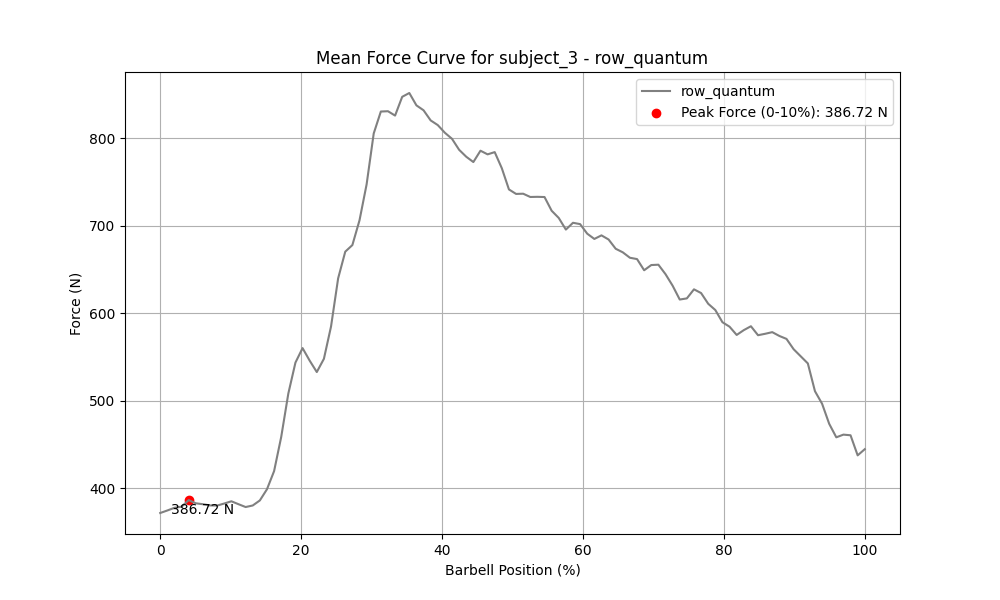 Mean Force Curve for subject_3 - row_quantum
row_quantum
Peak Force (0-10%): 386.72 N
800
700
600
500
400
Force (N)
386.72 N
0 20 40 60 80 100
Barbell Position (%)